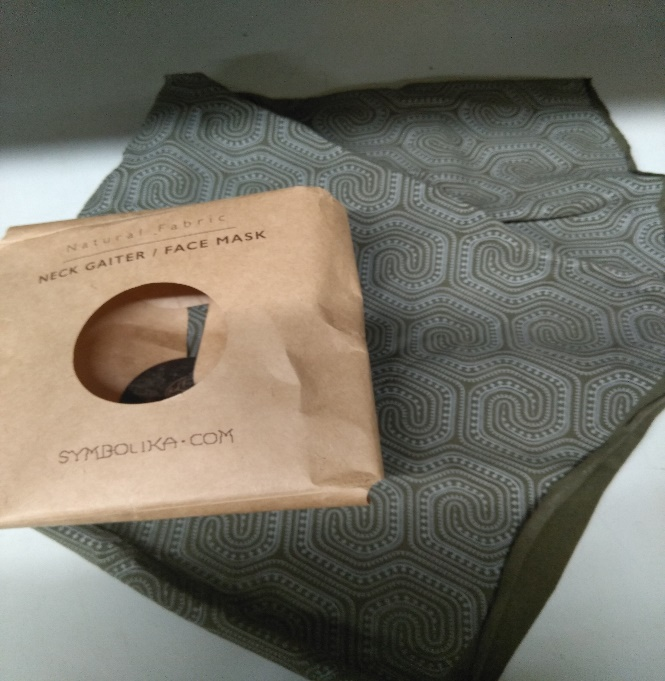 Natural Fabric
NECK GAITER / FACE MASK
SYMBOLIKA·COM